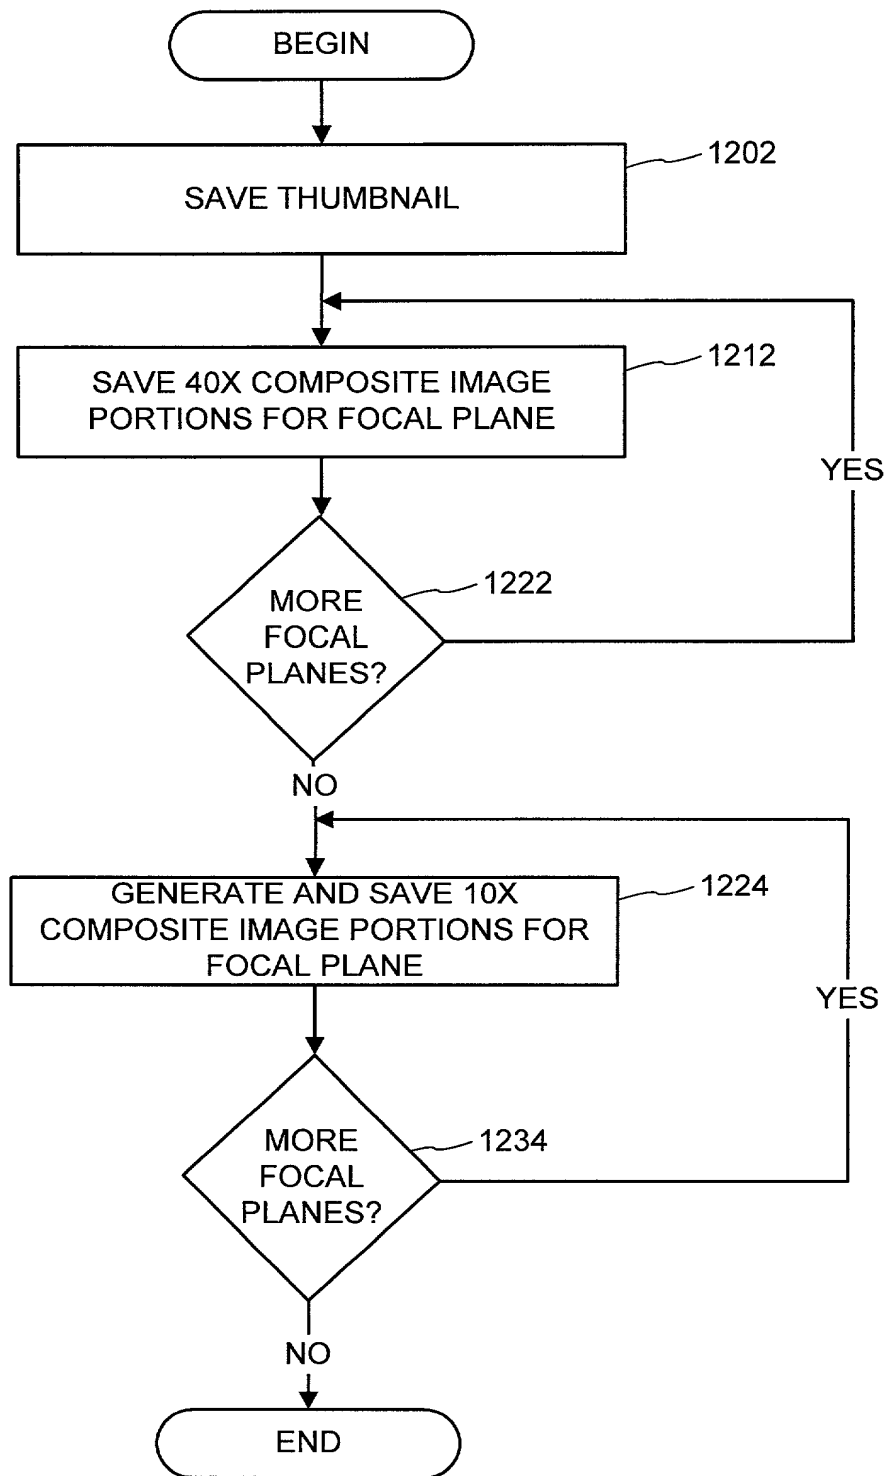 BEGIN
1202
SAVE THUMBNAIL
1212
SAVE 40X COMPOSITE IMAGE
PORTIONS FOR FOCAL PLANE
YES
1222
MORE
FOCAL
PLANES?
NO
1224
GENERATE AND SAVE 10X
COMPOSITE IMAGE PORTIONS FOR
FOCAL PLANE
YES
1234
MORE
FOCAL
PLANES?
NO
END